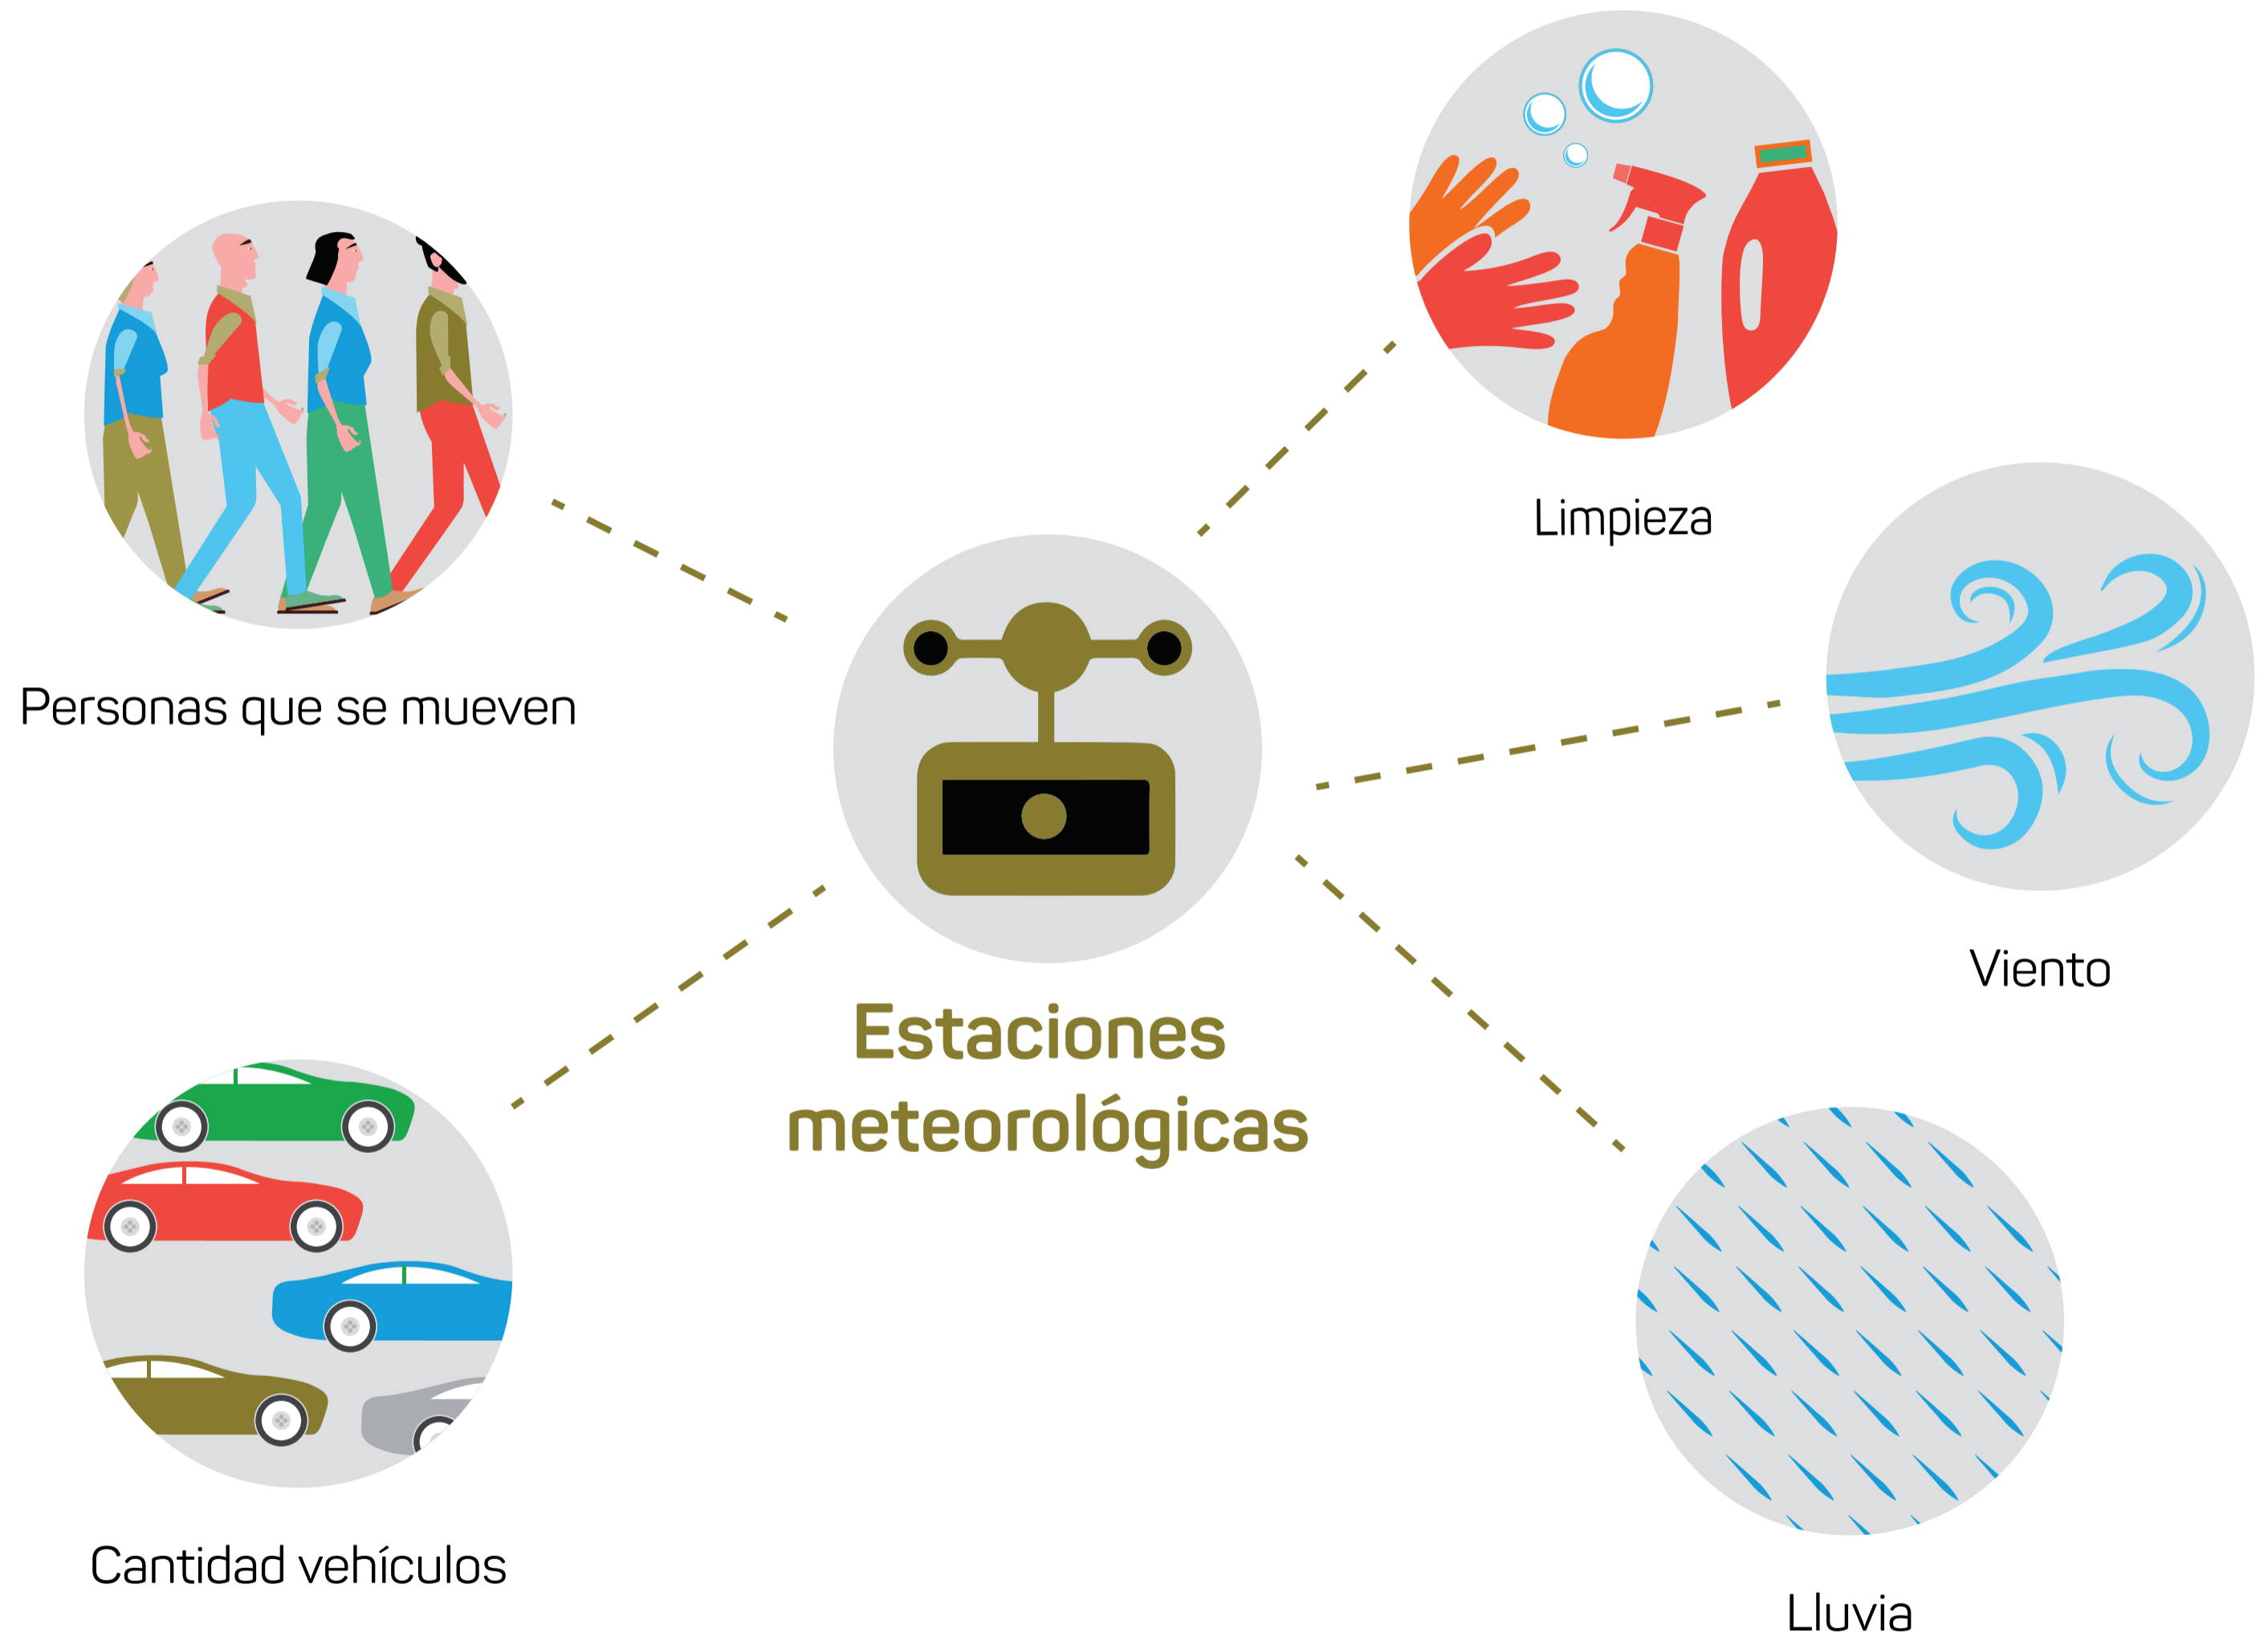 Limpieza
Personas que se mueven
Viento
Estaciones
meteorológicas
Cantidad vehículos
Lluvia